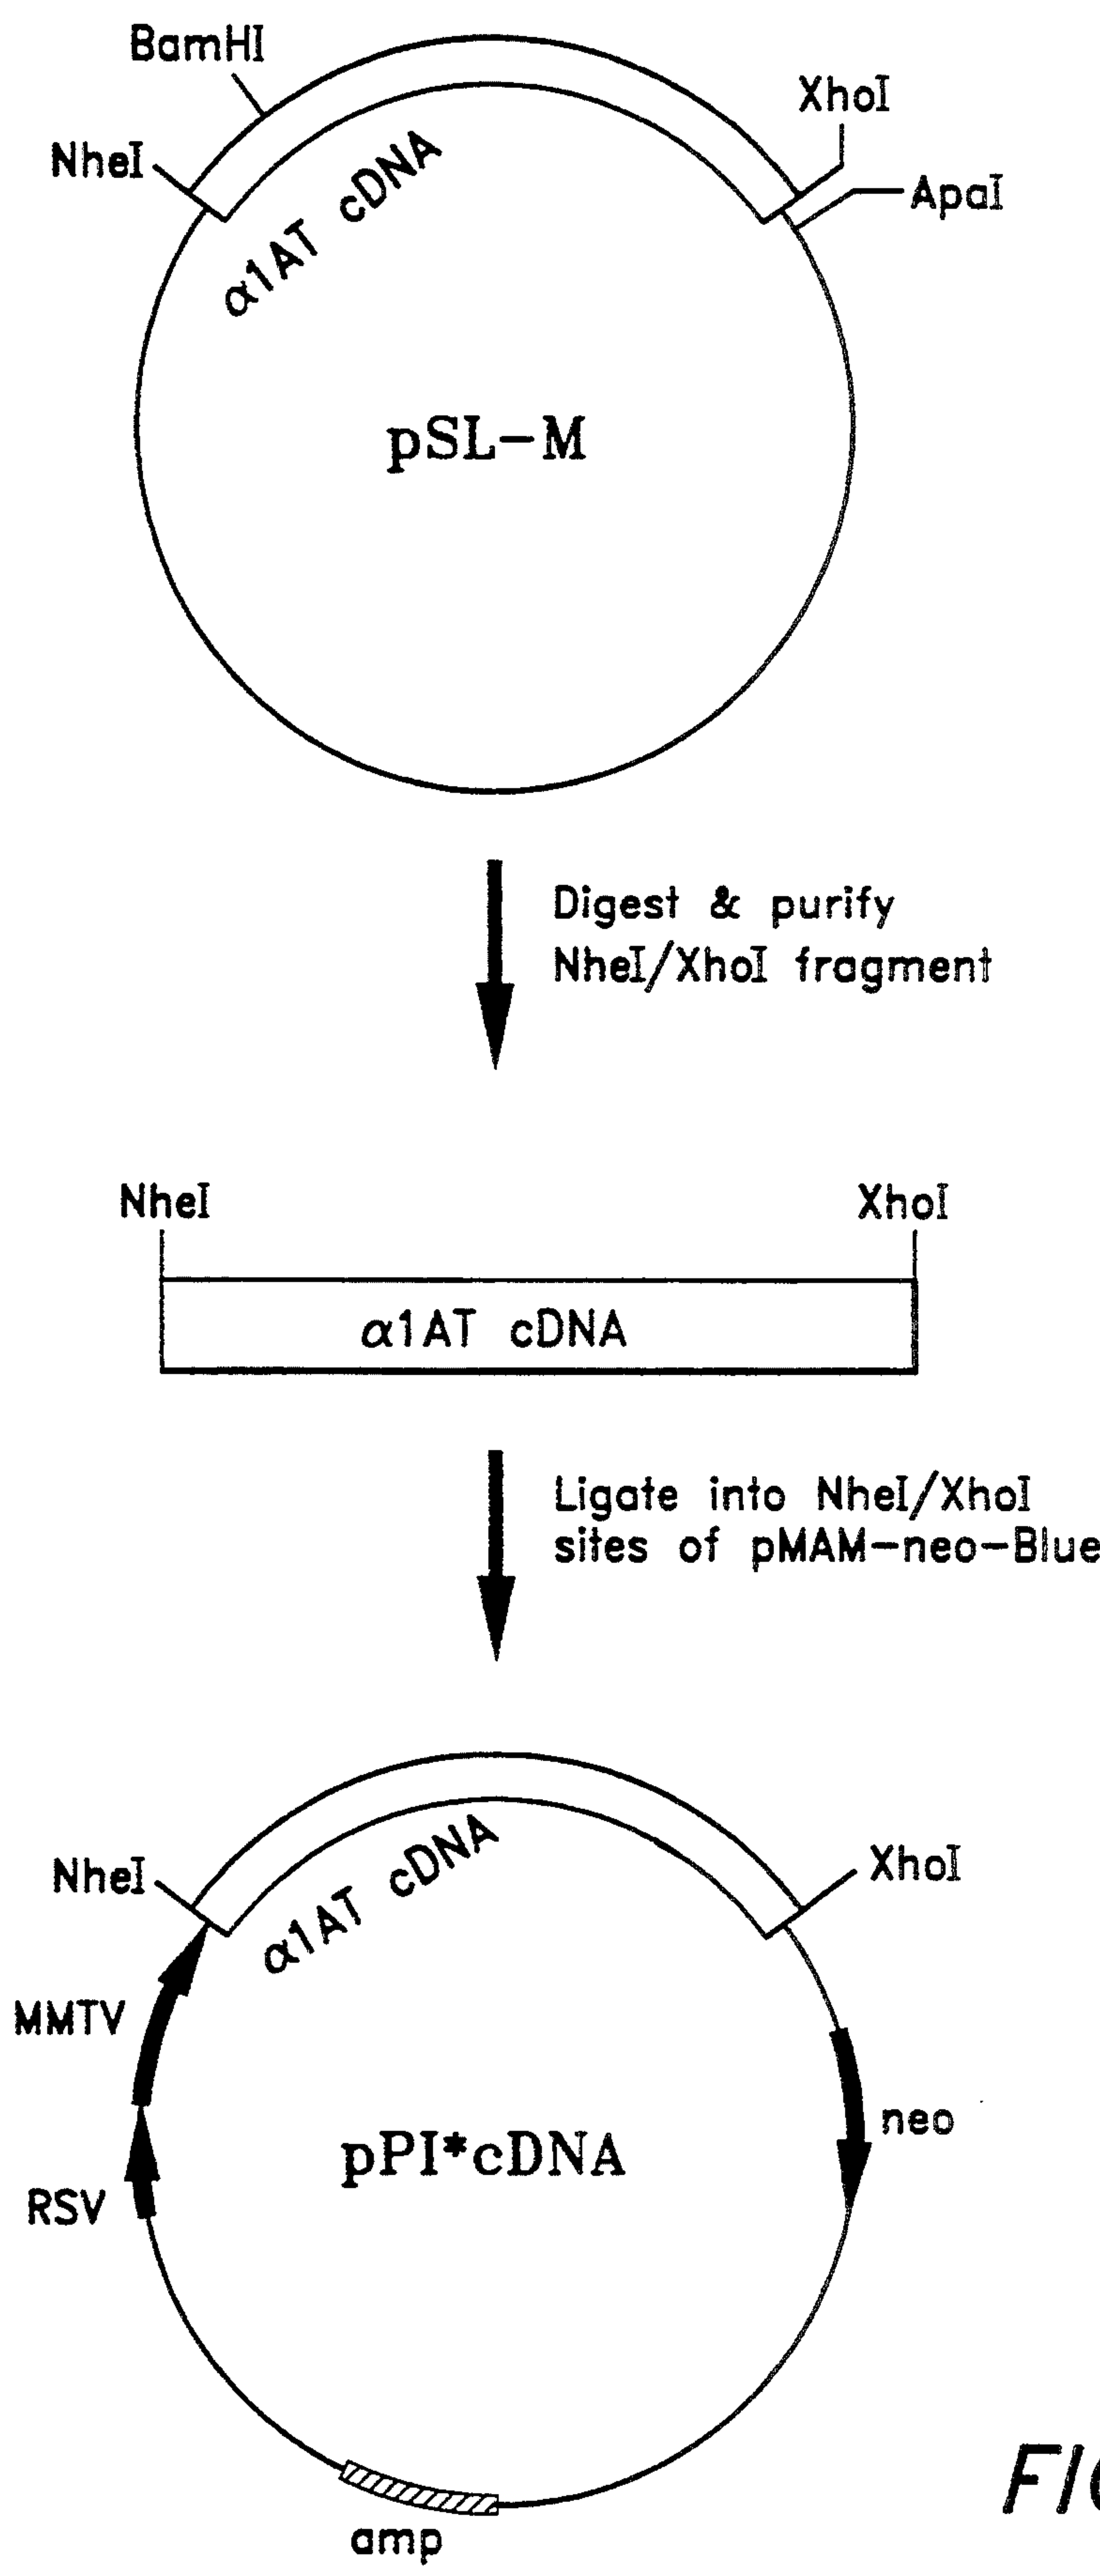 BamHI
XhoI
NheI
ApaI
α1AT cDNA
pSL-M
Digest & purify
NheI/XhoI fragment
NheI
XhoI
α1AT cDNA
Ligate into NheI/XhoI
sites of pMAM-neo-Blue
NheI
XhoI
α1AT cDNA
MMTV
neo
pPI*cDNA
RSV
amp